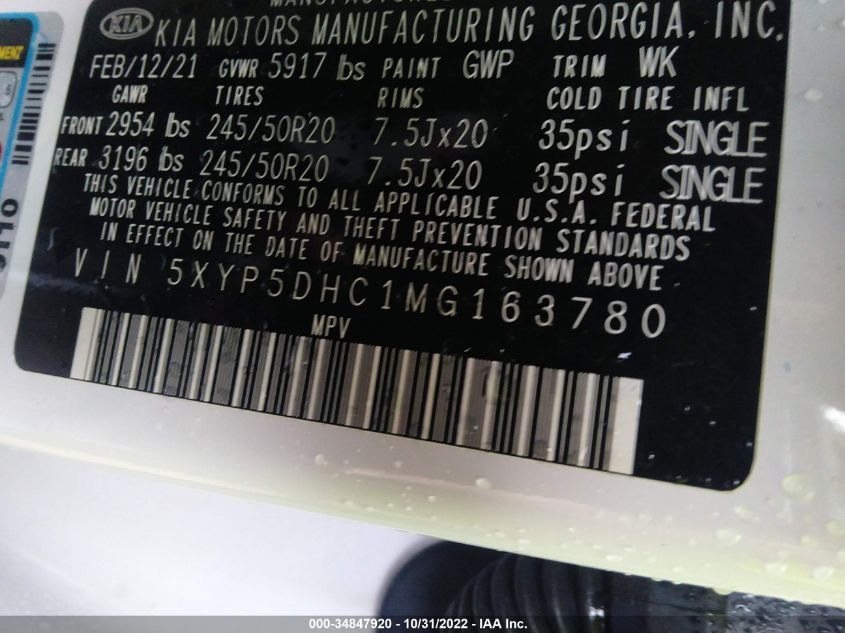 KIA KIA MOTORS MANUFACTURING GEORGIA, INC.
FEB/12/21 GVWR 5917 lbs PAINT GWP TRIM WK
GAWR TIRES RIMS COLD TIRE INFL
FRONT 2954 lbs 245/50R20 7.5Jx20 35psi SINGLE
REAR 3196 lbs 245/50R20 7.5Jx20 35psi SINGLE
THIS VEHICLE CONFORMS TO ALL APPLICABLE U.S.A. FEDERAL
MOTOR VEHICLE SAFETY AND THEFT PREVENTION STANDARDS
IN EFFECT ON THE DATE OF MANUFACTURE SHOWN ABOVE
VIN 5XYP5DHC1MG163780
MPV
000-34847920 - 10/31/2022 - IAA Inc.